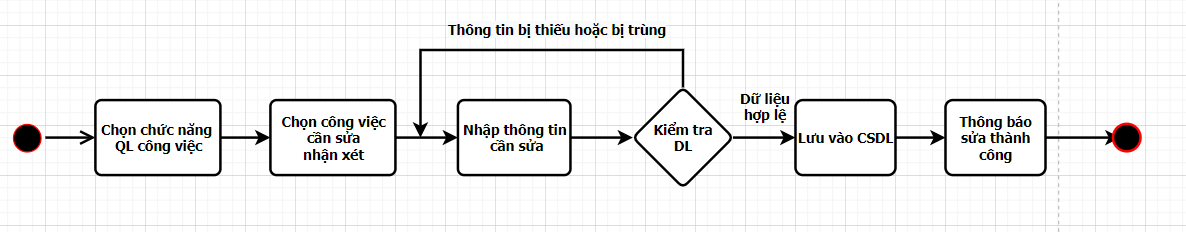 Thông tin bị thiếu hoặc bị trùng
Chọn chức năng
QL công việc
Chọn công việc
cần sửa
nhận xét
Nhập thông tin
cần sửa
Kiểm tra
DL
Dữ liệu
hợp lệ
Lưu vào CSDL
Thông báo
sửa thành
công